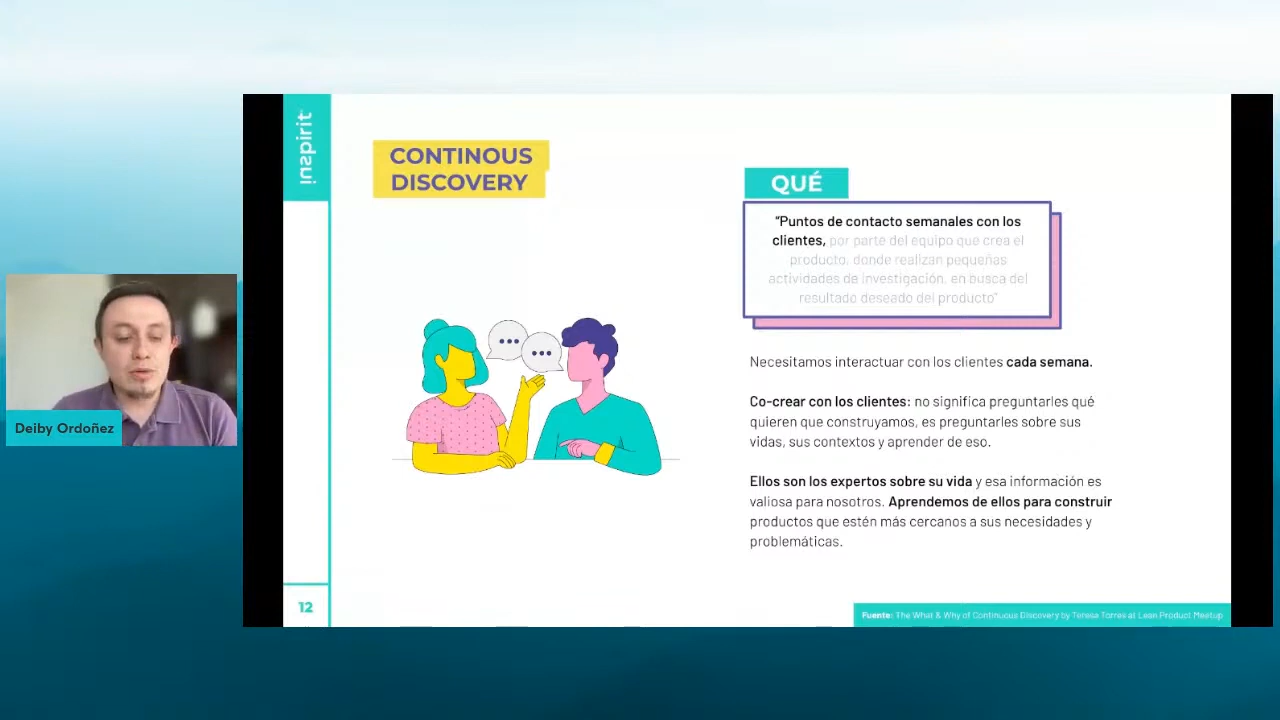 inspirit
CONTINOUS
DISCOVERY
QUÉ
"Puntos de contacto semanales con los
clientes, por parte del equipo que crea el
producto, donde realizan pequeñas
actividades de investigación, en busca del
resultado deseado del producto"
Necesitamos interactuar con los clientes cada semana.
Co-crear con los clientes: no significa preguntarles qué
quieren que construyamos, es preguntarles sobre sus
vidas, sus contextos y aprender de eso.
Ellos son los expertos sobre su vida y esa información es
valiosa para nosotros. Aprendemos de ellos para construir
productos que estén más cercanos a sus necesidades y
problemáticas.
Deiby Ordoñez
12
Fuente: The What & Why of Continuous Discovery by Teresa Torres at Lean Product Meetup